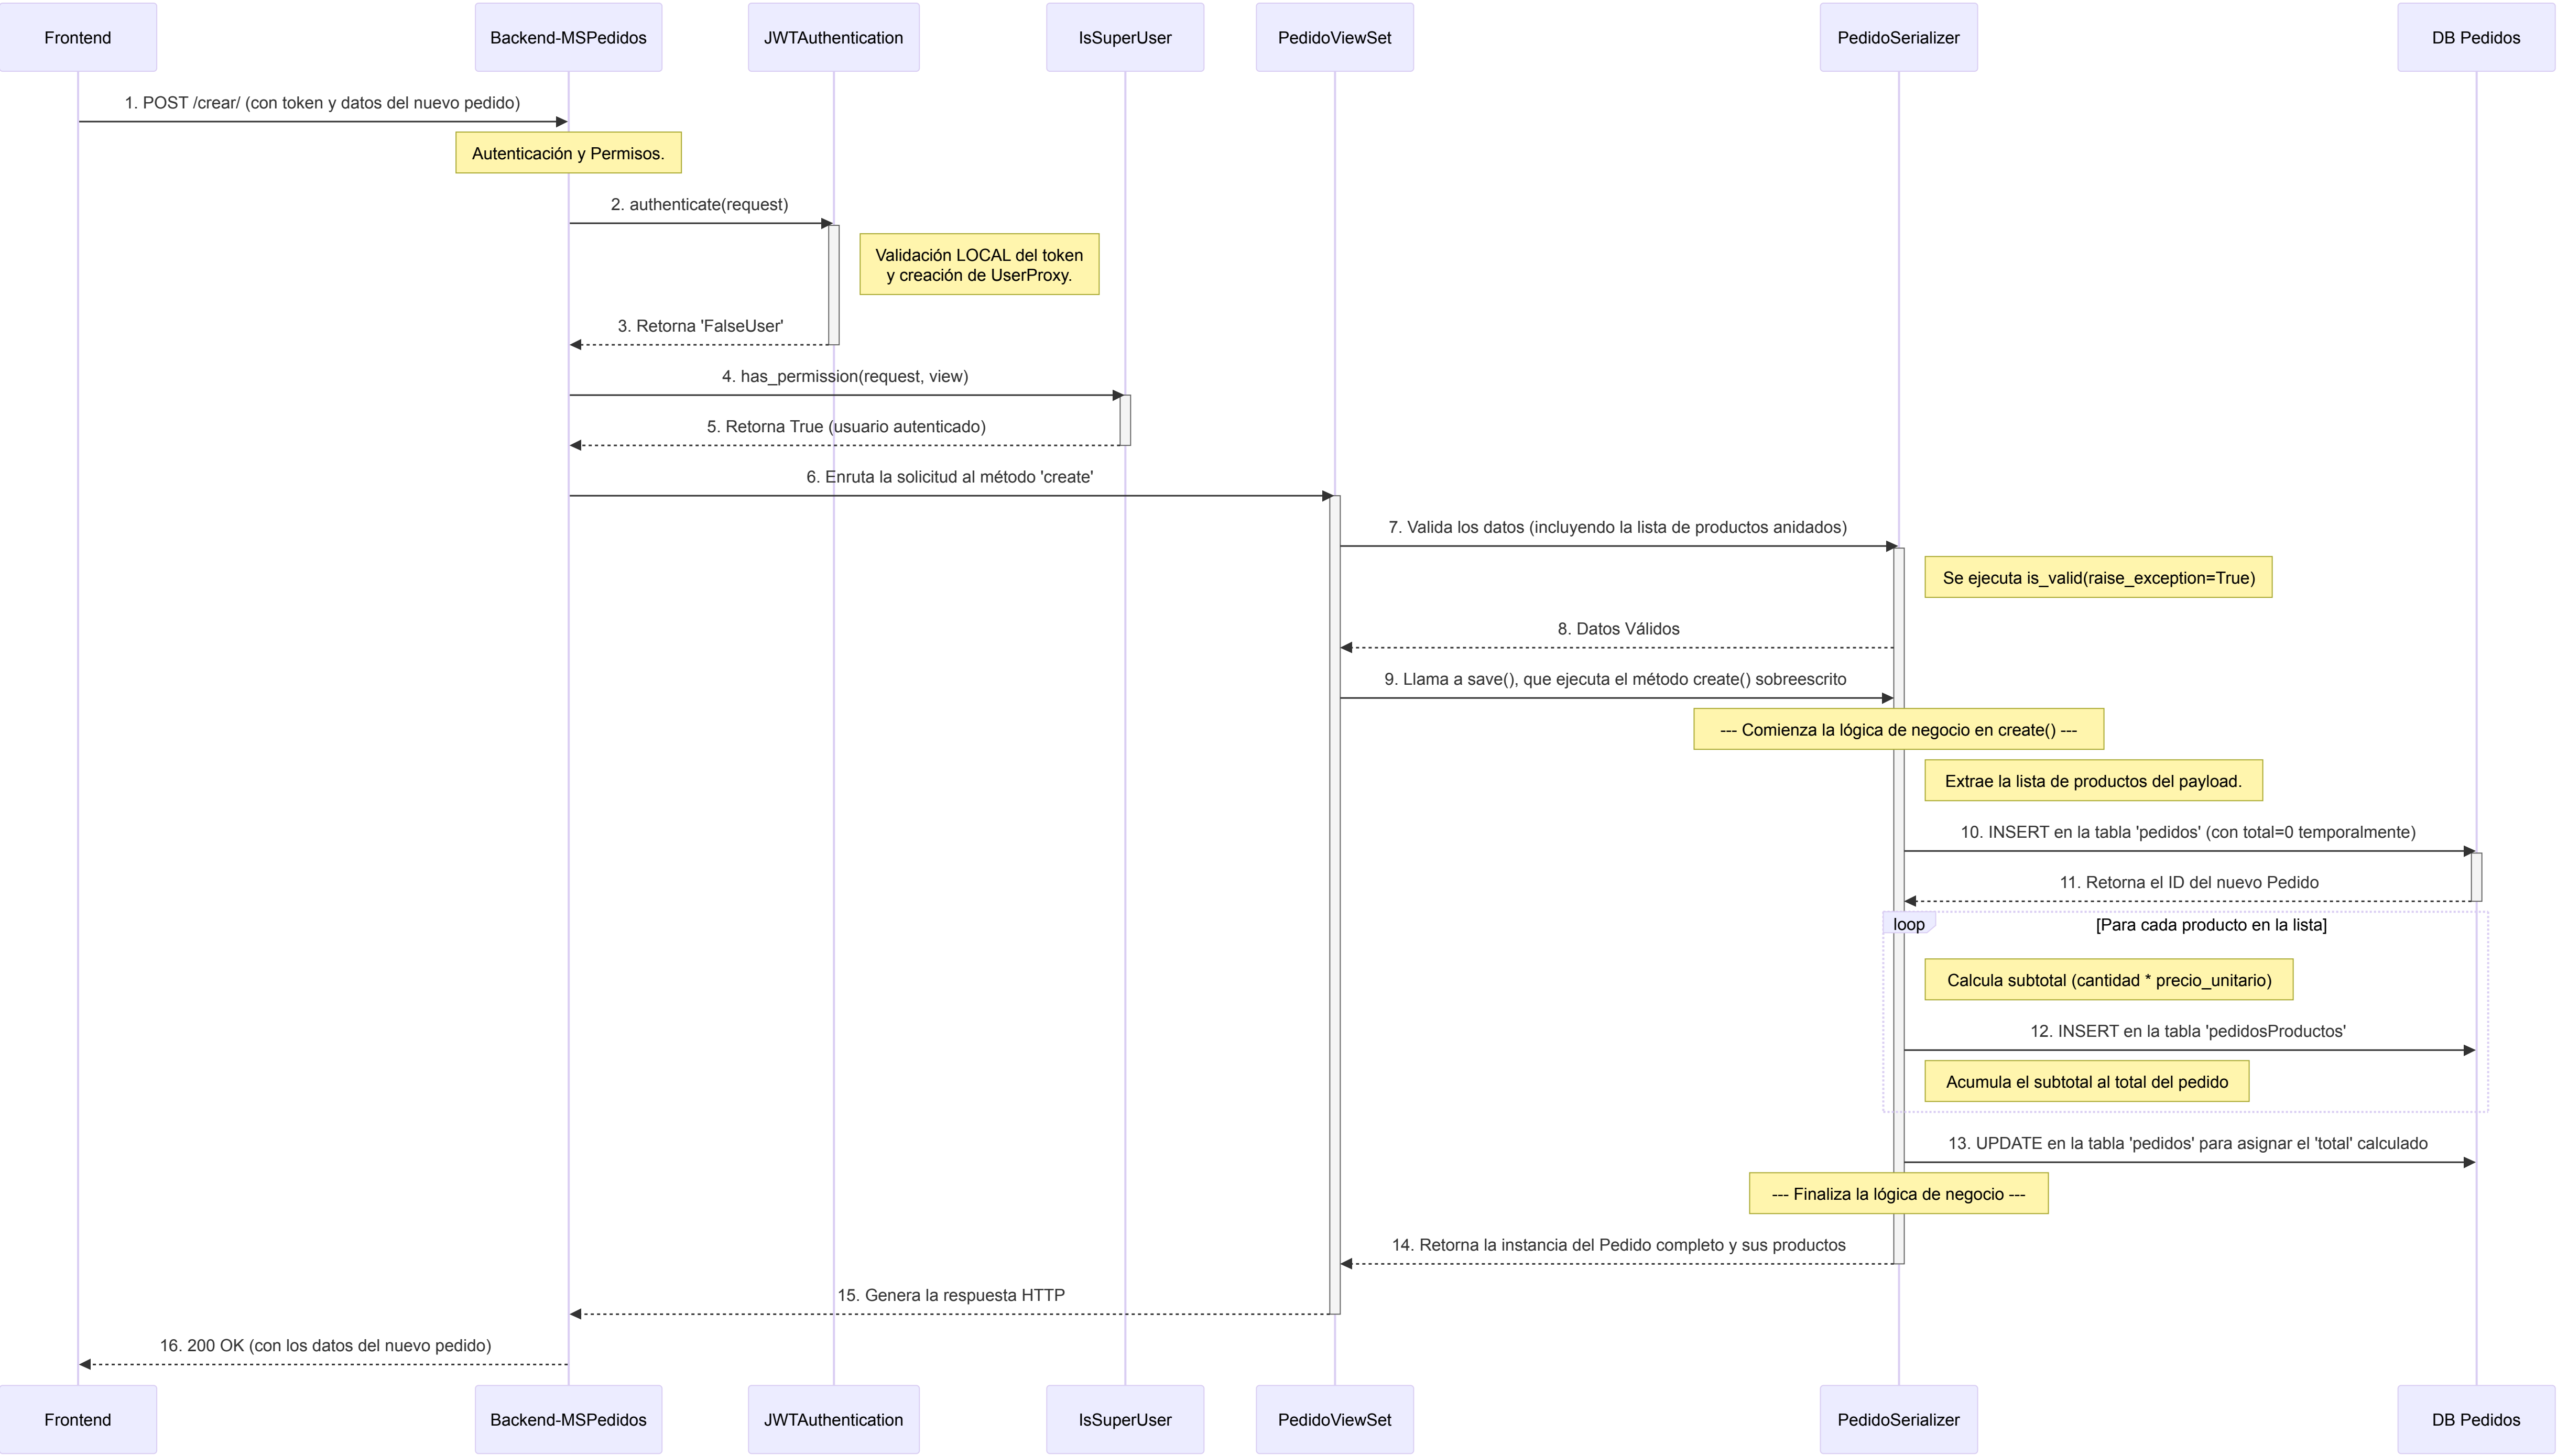 Frontend
Backend-MSPedidos
JWTAuthentication
IsSuperUser
PedidoViewSet
PedidoSerializer
DB Pedidos
1. POST /crear/ (con token y datos del nuevo pedido)
Autenticación y Permisos.
2. authenticate(request)
Validación LOCAL del token
y creación de UserProxy.
3. Retorna 'FalseUser'
4. has_permission(request, view)
5. Retorna True (usuario autenticado)
6. Enruta la solicitud al método 'create'
7. Valida los datos (incluyendo la lista de productos anidados)
Se ejecuta is_valid(raise_exception=True)
8. Datos Válidos
9. Llama a save(), que ejecuta el método create() sobreescrito
--- Comienza la lógica de negocio en create() ---
Extrae la lista de productos del payload.
10. INSERT en la tabla 'pedidos' (con total=0 temporalmente)
11. Retorna el ID del nuevo Pedido
loop
[Para cada producto en la lista]
Calcula subtotal (cantidad * precio_unitario)
12. INSERT en la tabla 'pedidosProductos'
Acumula el subtotal al total del pedido
13. UPDATE en la tabla 'pedidos' para asignar el 'total' calculado
--- Finaliza la lógica de negocio ---
14. Retorna la instancia del Pedido completo y sus productos
15. Genera la respuesta HTTP
16. 200 OK (con los datos del nuevo pedido)
Frontend
Backend-MSPedidos
JWTAuthentication
IsSuperUser
PedidoViewSet
PedidoSerializer
DB Pedidos